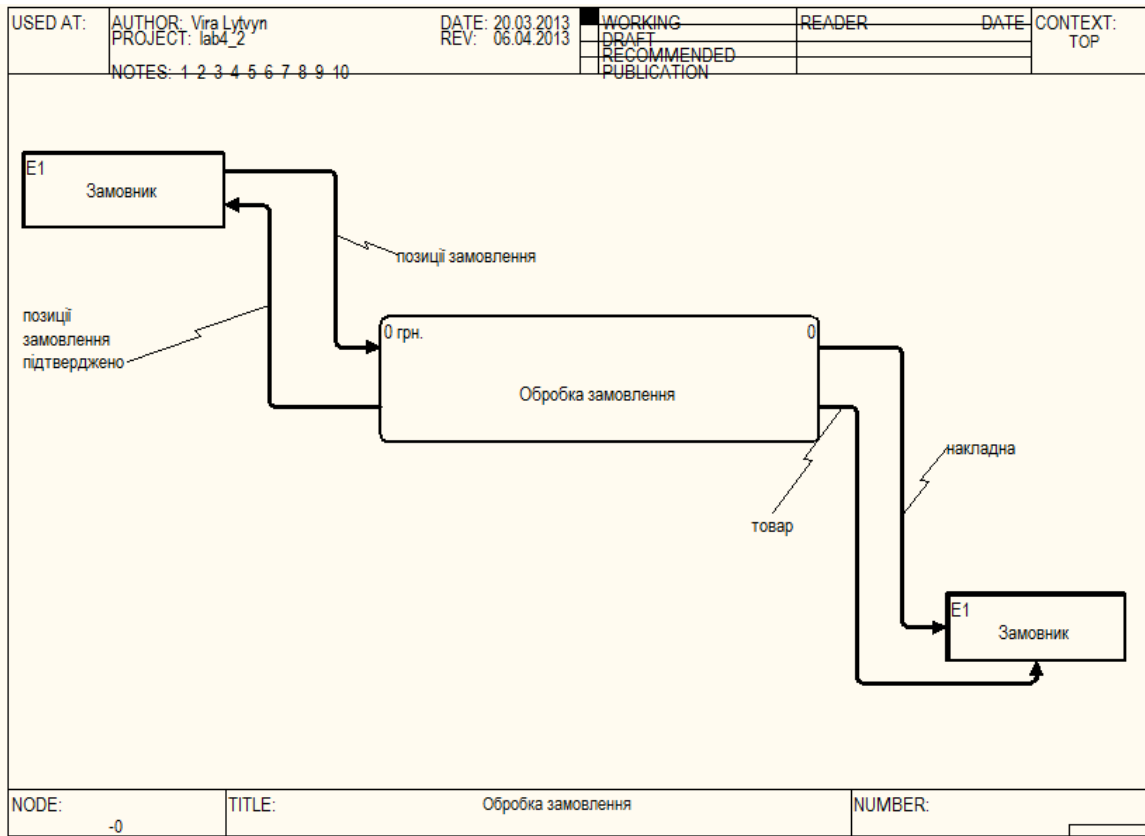 USED AT:
AUTHOR: Vira Lytvyn
DATE: 20.03.2013
PROJECT: lab4_2
REV: 06.04.2013
NOTES: 1 2 3 4 5 6 7 8 9 10
WORKING
DRAFT
RECOMMENDED
PUBLICATION
READER
DATE
CONTEXT:
TOP
E1
Замовник
позиції замовлення
позиції
замовлення
підтверджено
0 грн.
0
Обробка замовлення
накладна
товар
E1
Замовник
NODE:
-0
TITLE:
Обробка замовлення
NUMBER: